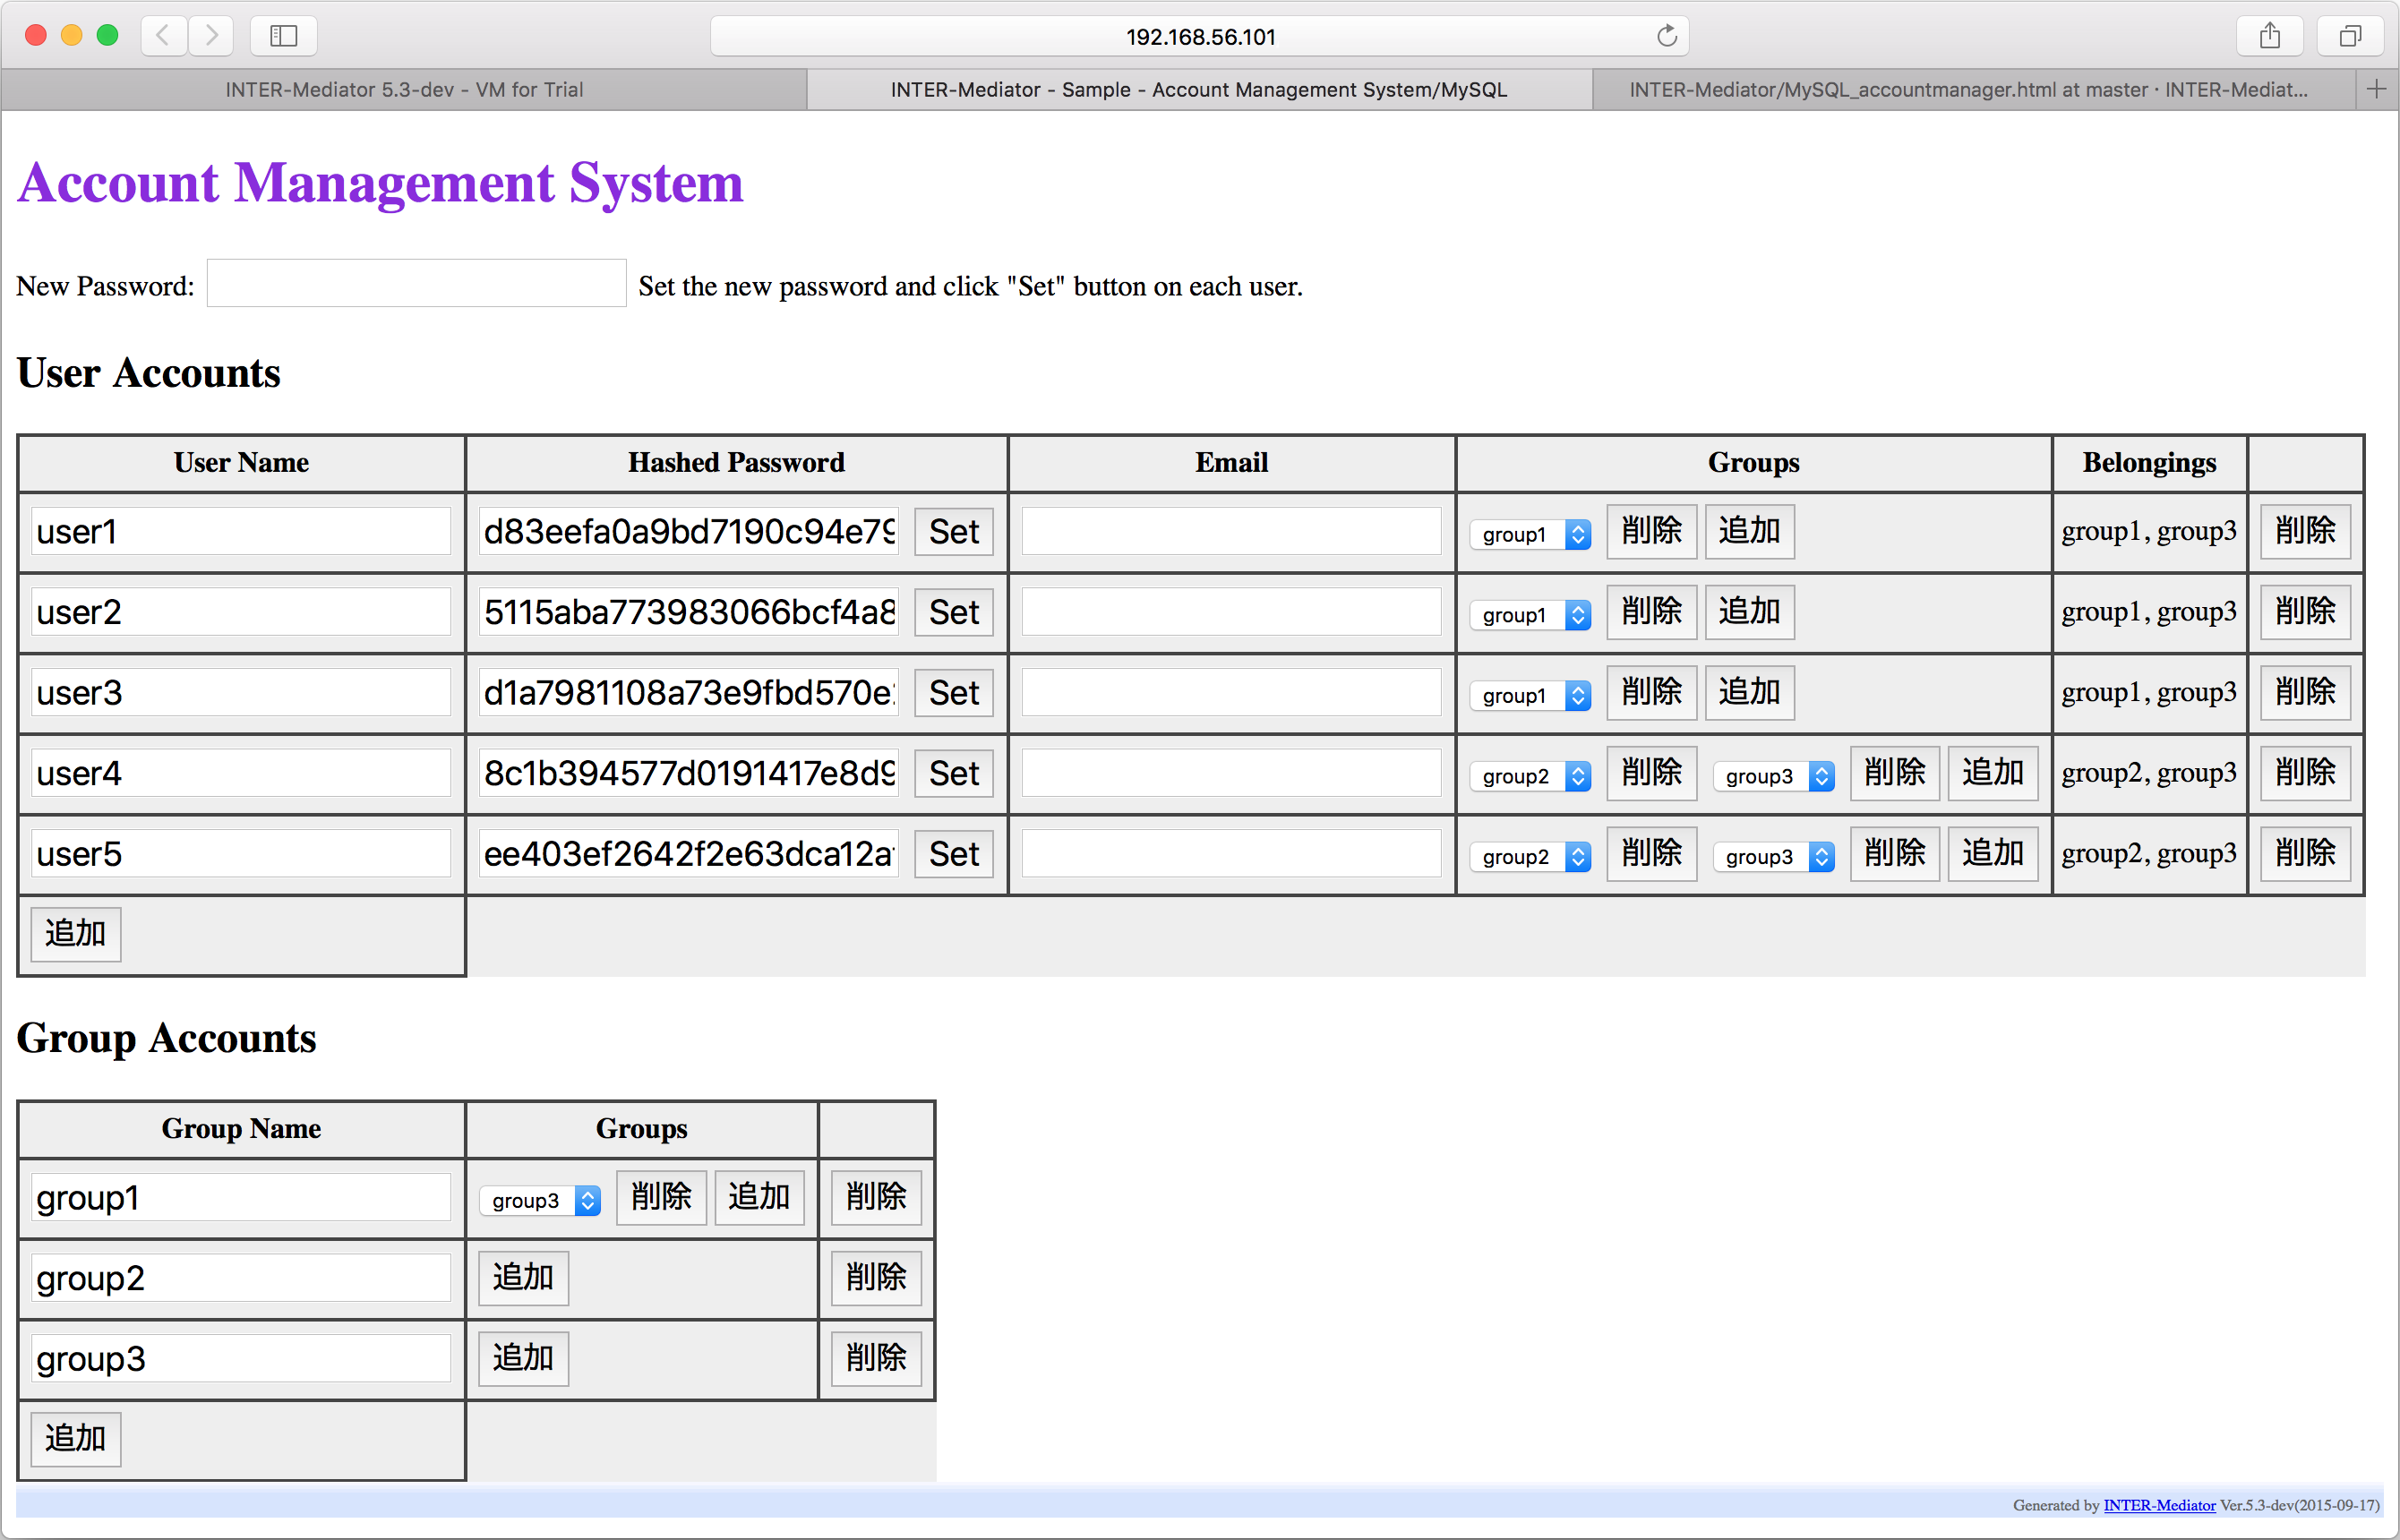 192.168.56.101
INTER-Mediator 5.3-dev - VM for Trial
INTER-Mediator - Sample - Account Management System/MySQL
INTER-Mediator/MySQL_accountmanager.html at master · INTER-Mediat...
Account Management System
New Password: Set the new password and click "Set" button on each user.
User Accounts
User Name Hashed Password Email Groups Belongings
user1 d83eefa0a9bd7190c94e79 Set group1 削除 追加 group1, group3 削除
user2 5115aba773983066bcf4a8 Set group1 削除 追加 group1, group3 削除
user3 d1a7981108a73e9fbd570e Set group1 削除 追加 group1, group3 削除
user4 8c1b394577d0191417e8d9 Set group2 削除 group3 削除 追加 group2, group3 削除
user5 ee403ef2642f2e63dca12a Set group2 削除 group3 削除 追加 group2, group3 削除
追加
Group Accounts
Group Name Groups
group1 group3 削除 追加 削除
group2 追加 削除
group3 追加 削除
追加
Generated by INTER-Mediator Ver.5.3-dev(2015-09-17)